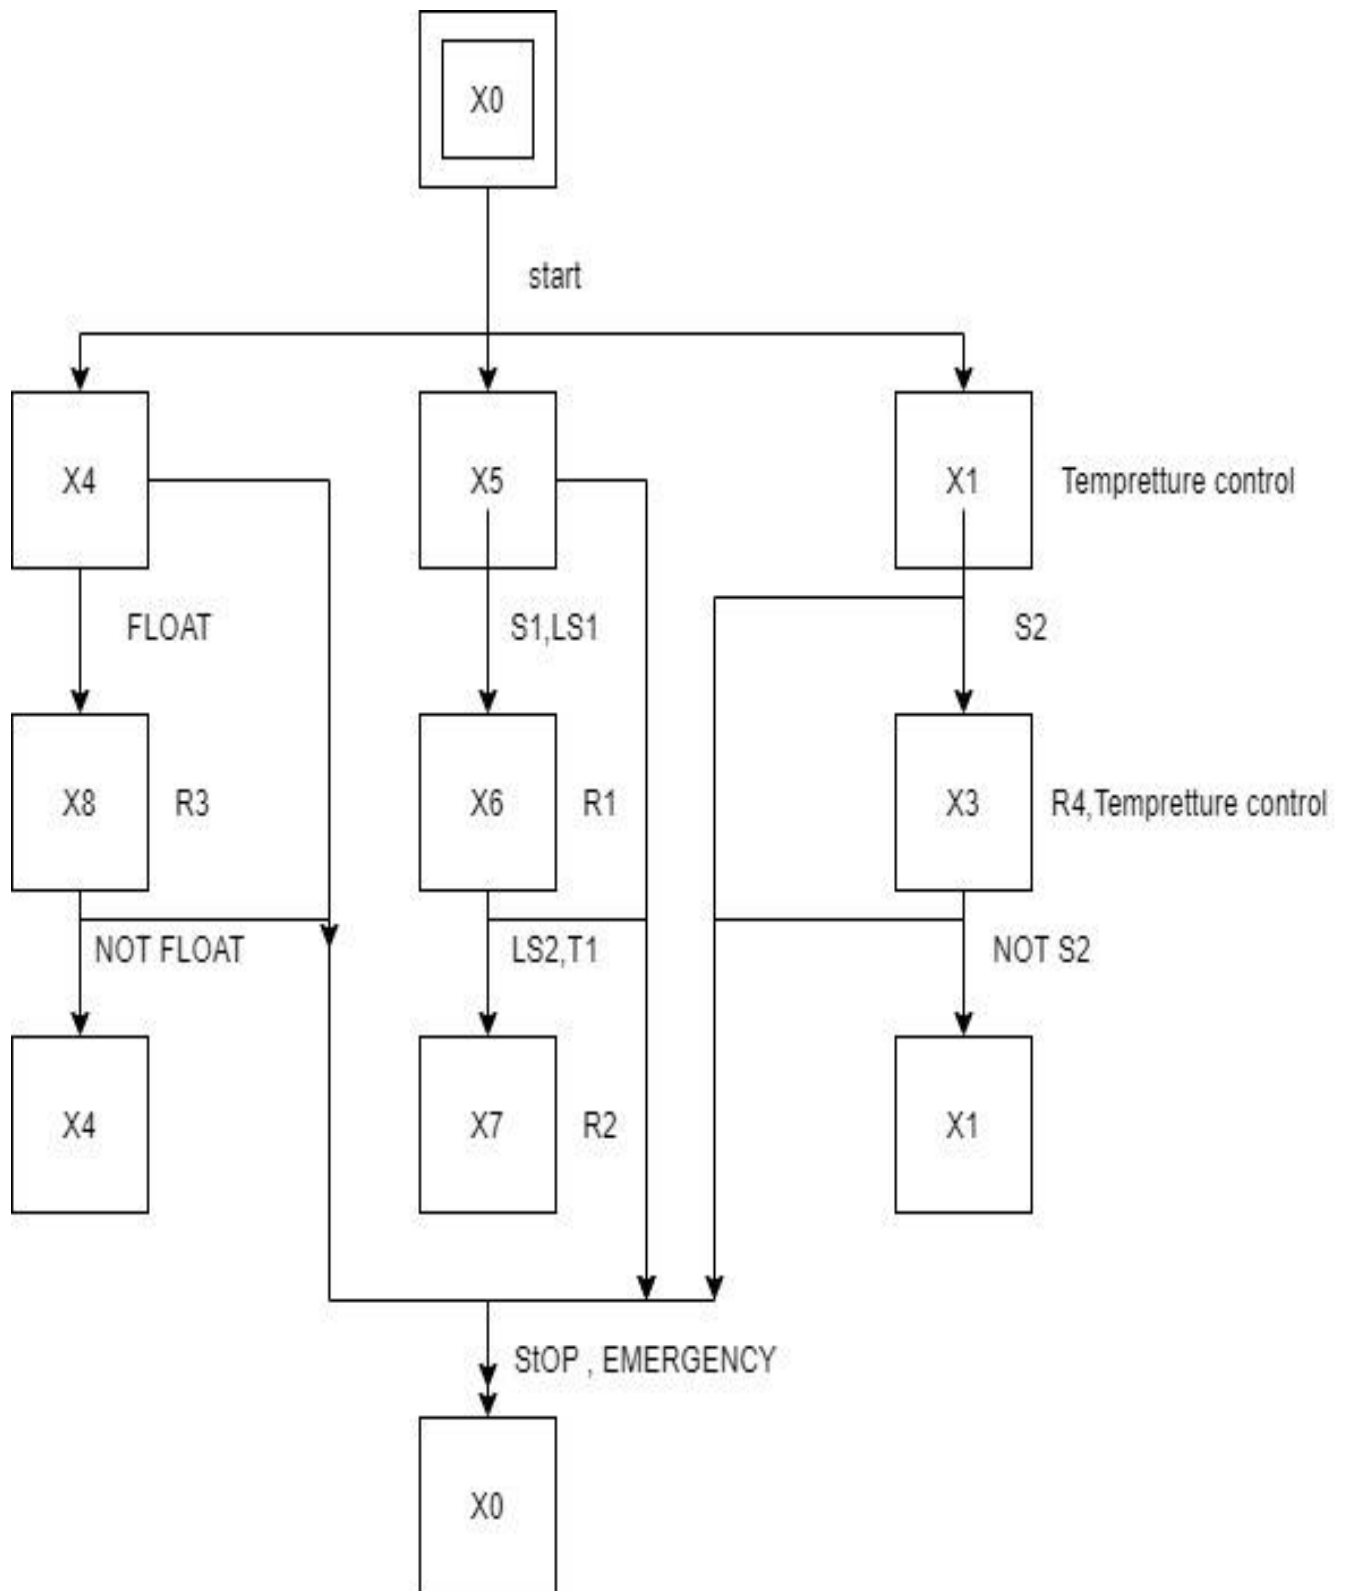 X0
start
X4
X5
X1
Tempretture control
FLOAT
S1,LS1
S2
X8
R3
X6
R1
X3
R4,Tempretture control
NOT FLOAT
LS2,T1
NOT S2
X4
X7
R2
X1
StOP , EMERGENCY
X0